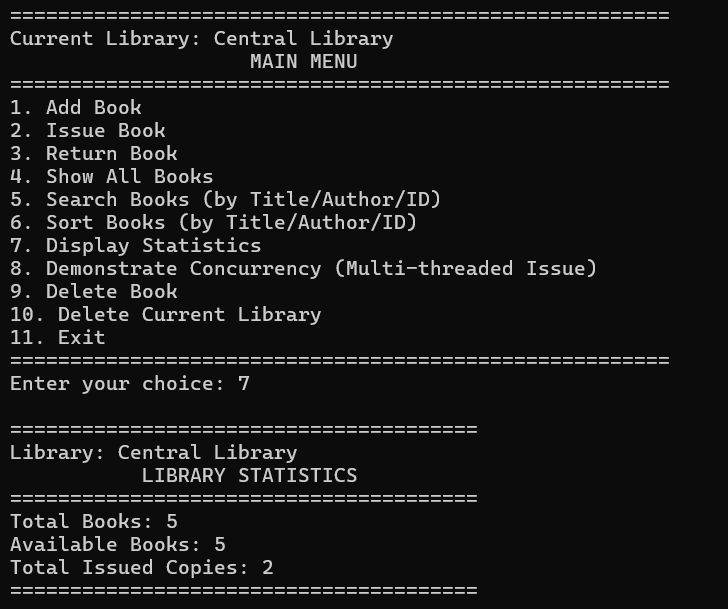 =======================================================
Current Library: Central Library
MAIN MENU
=======================================================
1. Add Book
2. Issue Book
3. Return Book
4. Show All Books
5. Search Books (by Title/Author/ID)
6. Sort Books (by Title/Author/ID)
7. Display Statistics
8. Demonstrate Concurrency (Multi-threaded Issue)
9. Delete Book
10. Delete Current Library
11. Exit
=======================================================
Enter your choice: 7
=======================================
Library: Central Library
LIBRARY STATISTICS
=======================================
Total Books: 5
Available Books: 5
Total Issued Copies: 2
=======================================